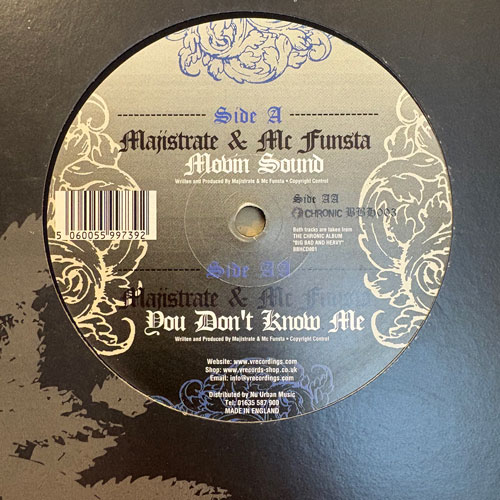 Side A
Majistrate & Mc Funsta
Movin Sound
Written and Produced By Majistrate & Mc Funsta • Copyright Control
5 060055 997392
Side AA
CHRONIC BBH003
Both tracks are taken from
THE CHRONIC ALBUM
"BIG BAD AND HEAVY"
BBHCD001
Side AA
Majistrate & Mc Funsta
You Don't Know Me
Written and Produced By Majistrate & Mc Funsta • Copyright Control
Website: www.vrecordings.com
Shop: www.vrecords-shop.co.uk
Email: info@vrecordings.com
Distributed by Nu Urban Music
Tel: 01635 587 900
MADE IN ENGLAND